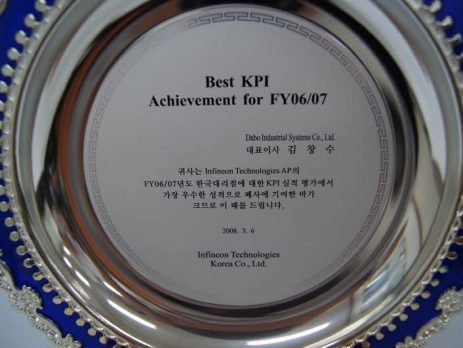 Best KPI
Achievement for FY06/07
Dabo Industrial Systems Co., Ltd.
대표이사 김 창 수
귀사는 Infineon Technologies AP의
FY06/07년도 한국대리점에 대한 KPI 실적 평가에서
가장 우수한 성적으로 폐사에 기여한 바가
크므로 이 패를 드립니다.
2008. 3. 6
Infineon Technologies
Korea Co., Ltd.